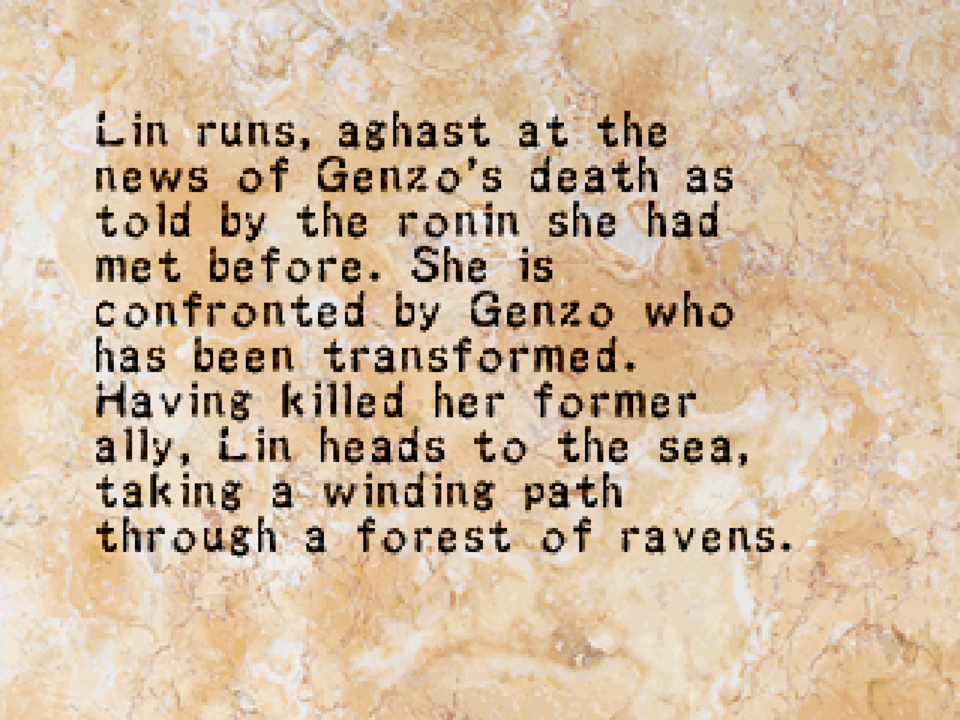 Lin runs, aghast at the
news of Genzo's death as
told by the ronin she had
met before. She is
confronted by Genzo who
has been transformed.
Having killed her former
ally, Lin heads to the sea,
taking a winding path
through a forest of ravens.